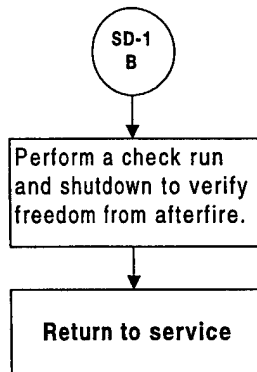 SD-1
B
Perform a check run
and shutdown to verify
freedom from afterfire.
Return to service